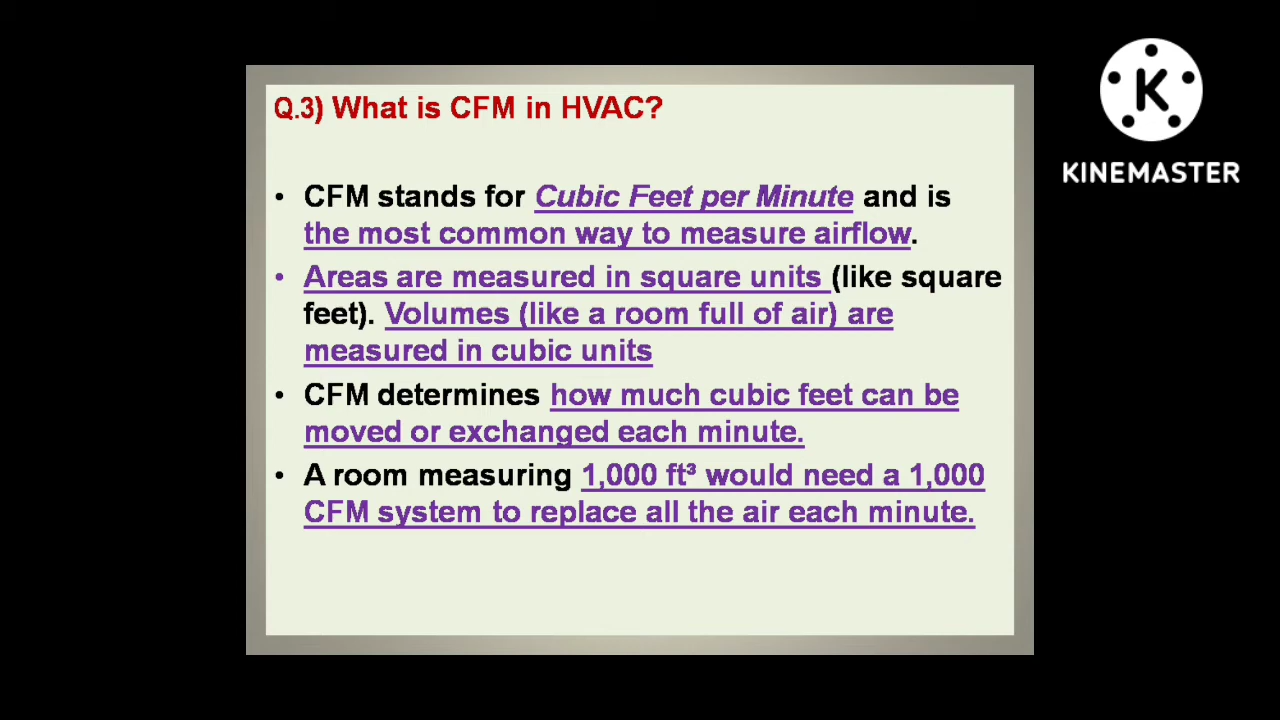 Q.3) What is CFM in HVAC?
KINEMASTER
• CFM stands for Cubic Feet per Minute and is
the most common way to measure airflow.
• Areas are measured in square units (like square
feet). Volumes (like a room full of air) are
measured in cubic units
• CFM determines how much cubic feet can be
moved or exchanged each minute.
• A room measuring 1,000 ft³ would need a 1,000
CFM system to replace all the air each minute.